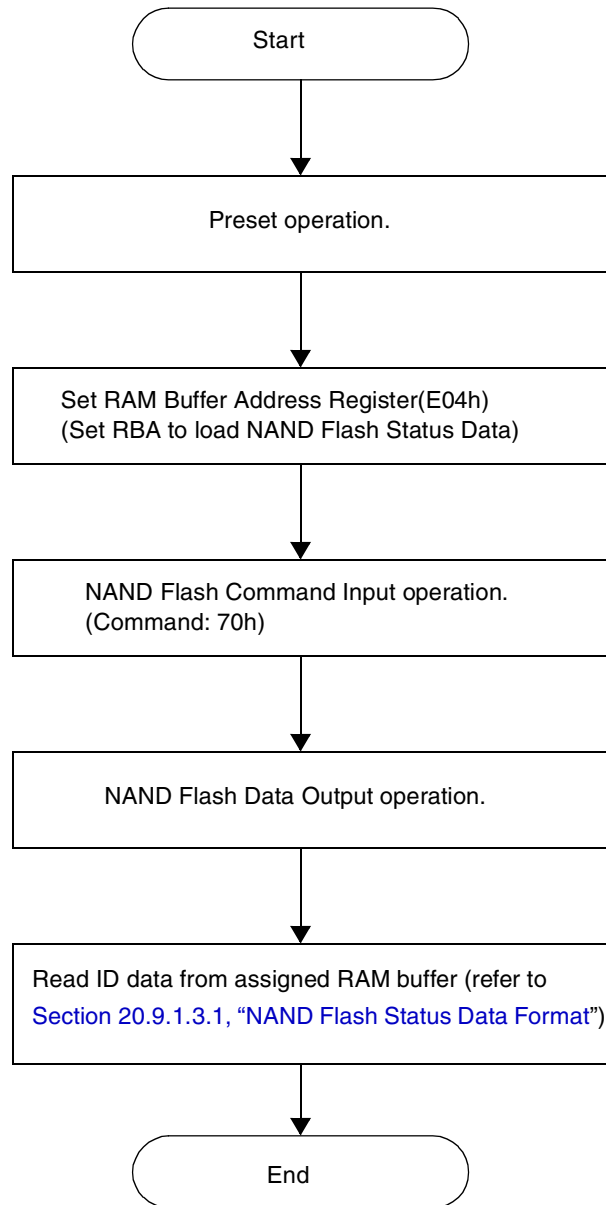 Start
Preset operation.
Set RAM Buffer Address Register(E04h)
(Set RBA to load NAND Flash Status Data)
NAND Flash Command Input operation.
(Command: 70h)
NAND Flash Data Output operation.
Read ID data from assigned RAM buffer (refer to
Section 20.9.1.3.1, “NAND Flash Status Data Format”)
End